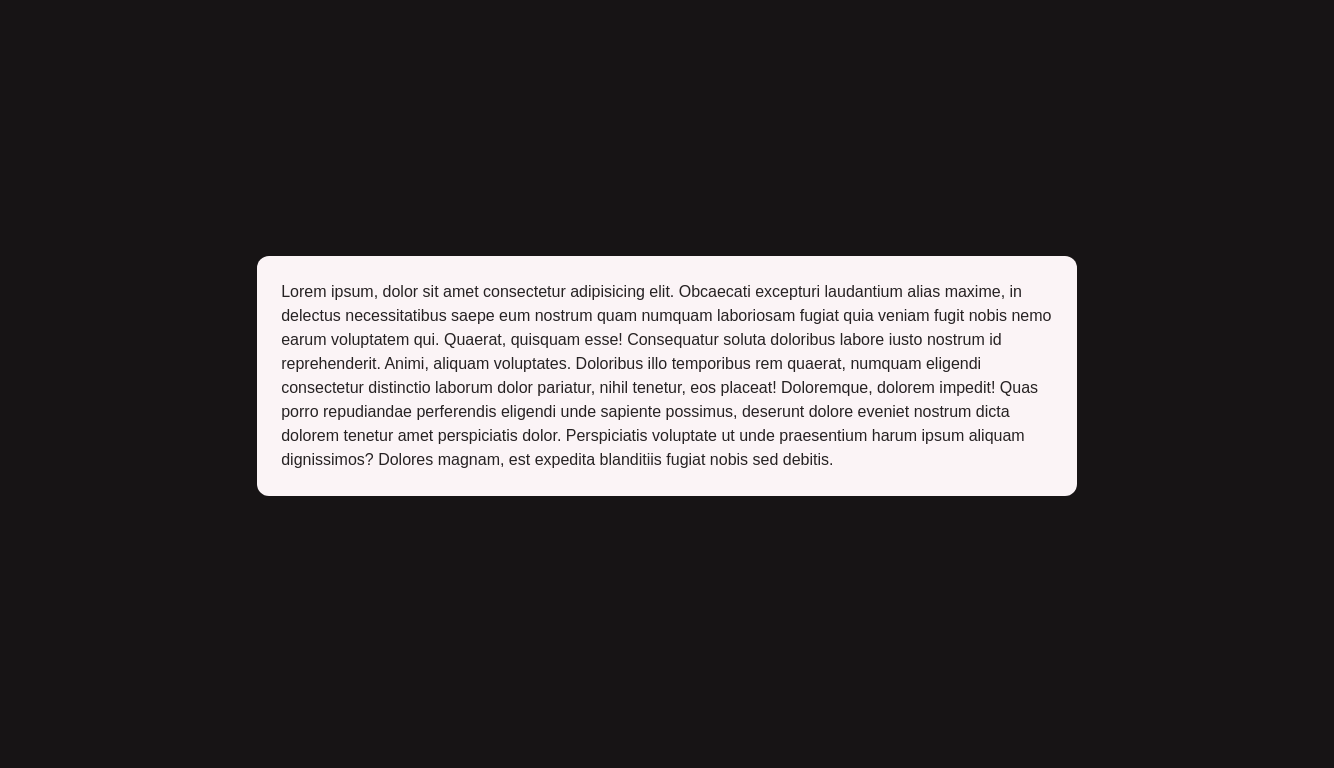 Lorem ipsum, dolor sit amet consectetur adipisicing elit. Obcaecati excepturi laudantium alias maxime, in
delectus necessitatibus saepe eum nostrum quam numquam laboriosam fugiat quia veniam fugit nobis nemo
earum voluptatem qui. Quaerat, quisquam esse! Consequatur soluta doloribus labore iusto nostrum id
reprehenderit. Animi, aliquam voluptates. Doloribus illo temporibus rem quaerat, numquam eligendi
consectetur distinctio laborum dolor pariatur, nihil tenetur, eos placeat! Doloremque, dolorem impedit! Quas
porro repudiandae perferendis eligendi unde sapiente possimus, deserunt dolore eveniet nostrum dicta
dolorem tenetur amet perspiciatis dolor. Perspiciatis voluptate ut unde praesentium harum ipsum aliquam
dignissimos? Dolores magnam, est expedita blanditiis fugiat nobis sed debitis.